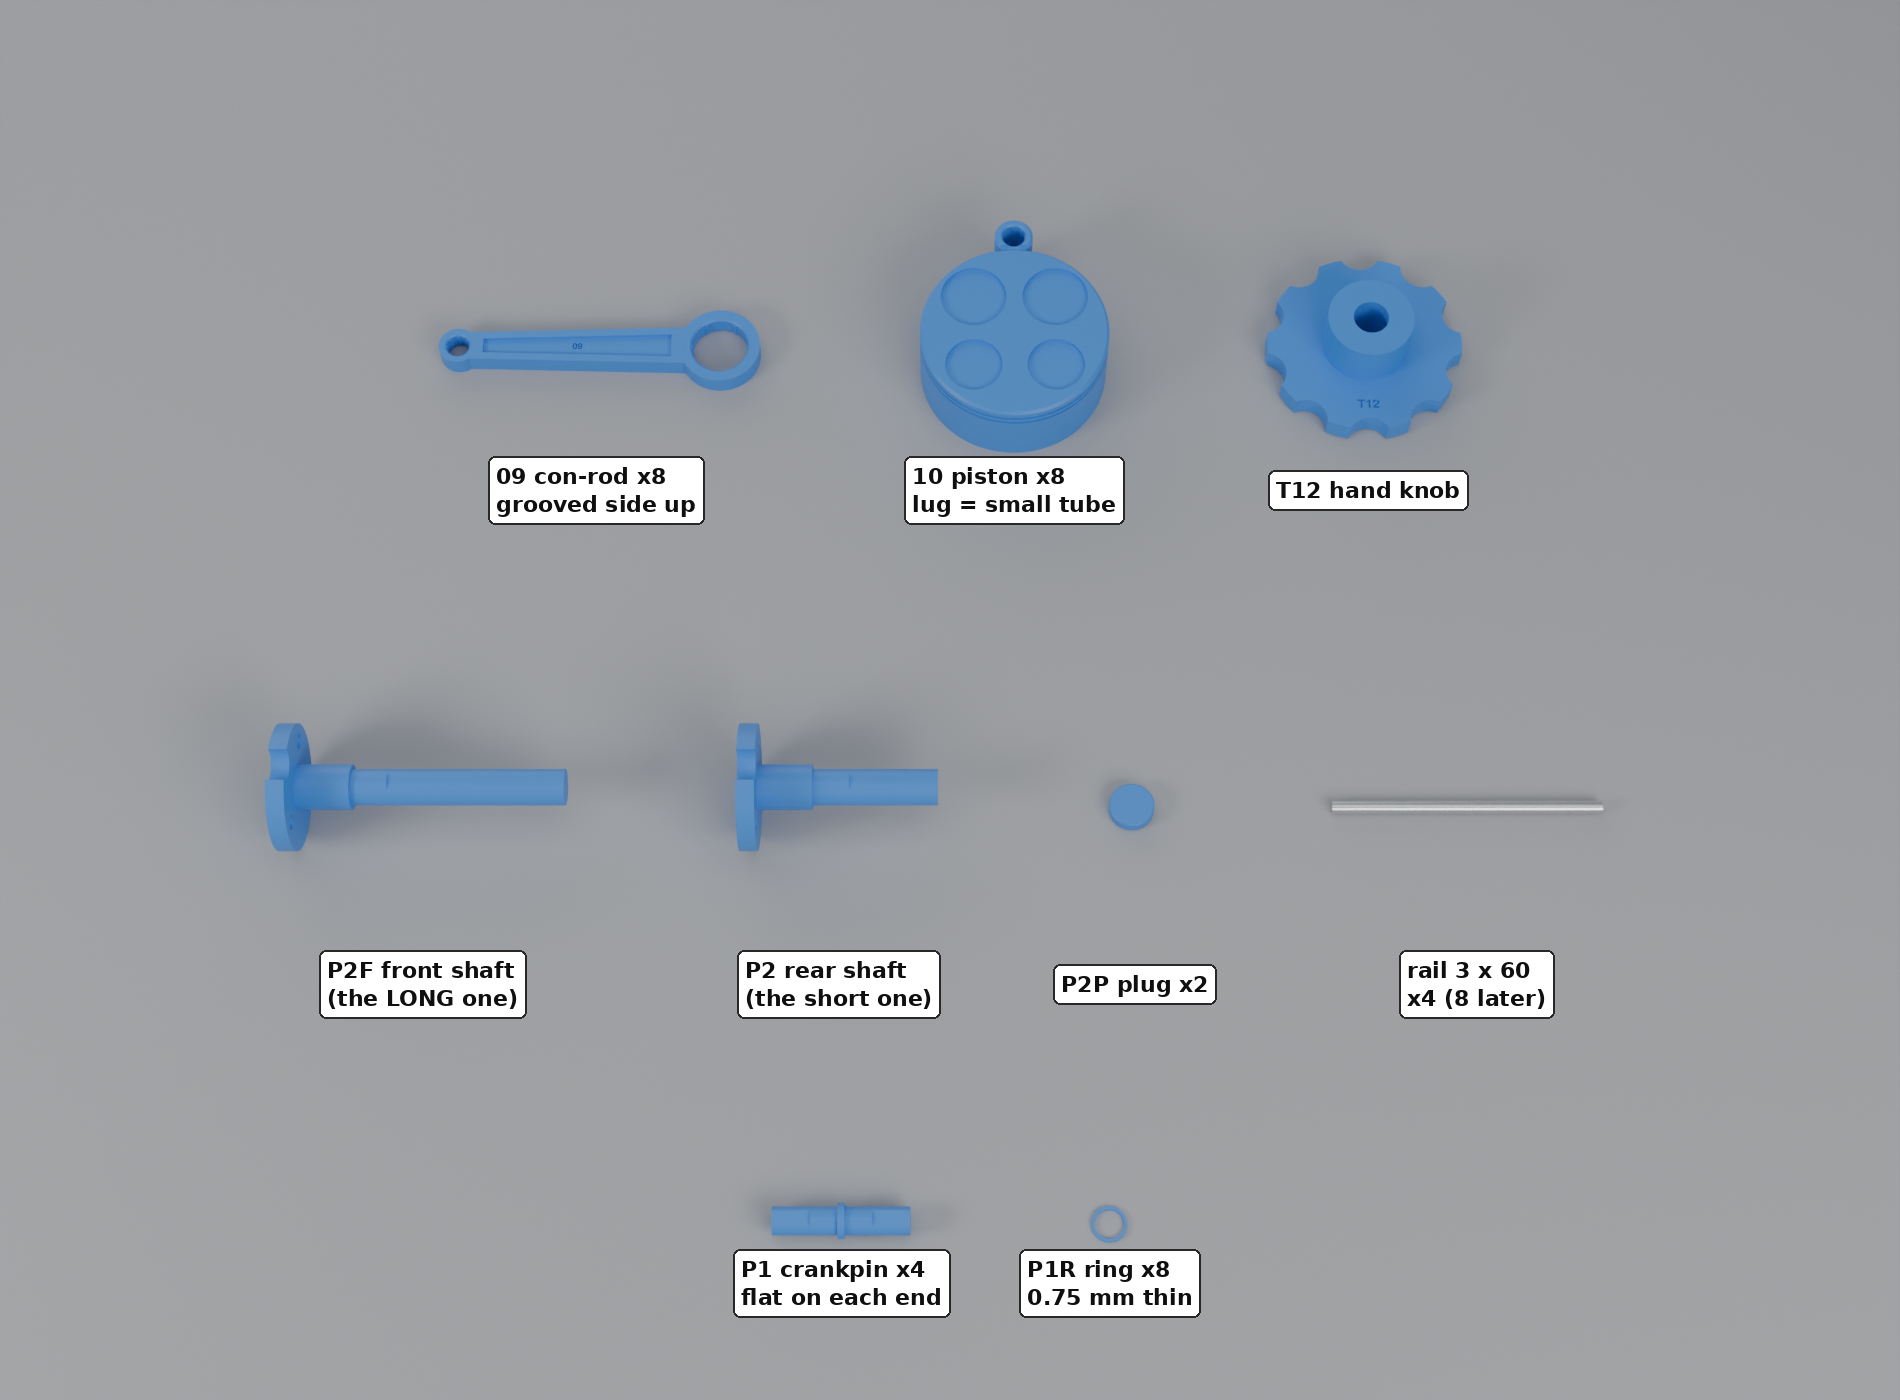 09
T12
09 con-rod x8
grooved side up
10 piston x8
lug = small tube
T12 hand knob
P2F front shaft
(the LONG one)
P2 rear shaft
(the short one)
P2P plug x2
rail 3 x 60
x4 (8 later)
P1 crankpin x4
flat on each end
P1R ring x8
0.75 mm thin